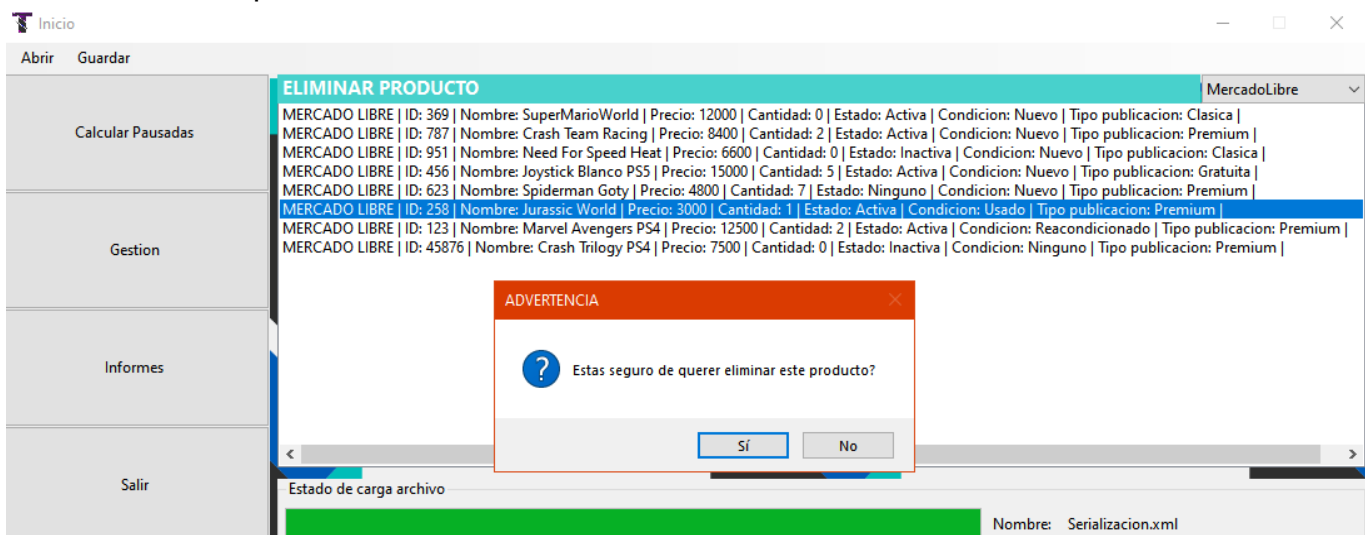 Inicio
Abrir Guardar
Calcular Pausadas
Gestion
Informes
Salir
ELIMINAR PRODUCTO
MercadoLibre
MERCADO LIBRE | ID: 369 | Nombre: SuperMarioWorld | Precio: 12000 | Cantidad: 0 | Estado: Activa | Condicion: Nuevo | Tipo publicacion: Clasica |
MERCADO LIBRE | ID: 787 | Nombre: Crash Team Racing | Precio: 8400 | Cantidad: 2 | Estado: Activa | Condicion: Nuevo | Tipo publicacion: Premium |
MERCADO LIBRE | ID: 951 | Nombre: Need For Speed Heat | Precio: 6600 | Cantidad: 0 | Estado: Inactiva | Condicion: Nuevo | Tipo publicacion: Clasica |
MERCADO LIBRE | ID: 456 | Nombre: Joystick Blanco PS5 | Precio: 15000 | Cantidad: 5 | Estado: Activa | Condicion: Nuevo | Tipo publicacion: Gratuita |
MERCADO LIBRE | ID: 623 | Nombre: Spiderman Goty | Precio: 4800 | Cantidad: 7 | Estado: Ninguno | Condicion: Nuevo | Tipo publicacion: Premium |
MERCADO LIBRE | ID: 258 | Nombre: Jurassic World | Precio: 3000 | Cantidad: 1 | Estado: Activa | Condicion: Usado | Tipo publicacion: Premium |
MERCADO LIBRE | ID: 123 | Nombre: Marvel Avengers PS4 | Precio: 12500 | Cantidad: 2 | Estado: Activa | Condicion: Reacondicionado | Tipo publicacion: Premium |
MERCADO LIBRE | ID: 45876 | Nombre: Crash Trilogy PS4 | Precio: 7500 | Cantidad: 0 | Estado: Inactiva | Condicion: Ninguno | Tipo publicacion: Premium |
ADVERTENCIA
Estas seguro de querer eliminar este producto?
Sí No
Estado de carga archivo
Nombre: Serializacion.xml